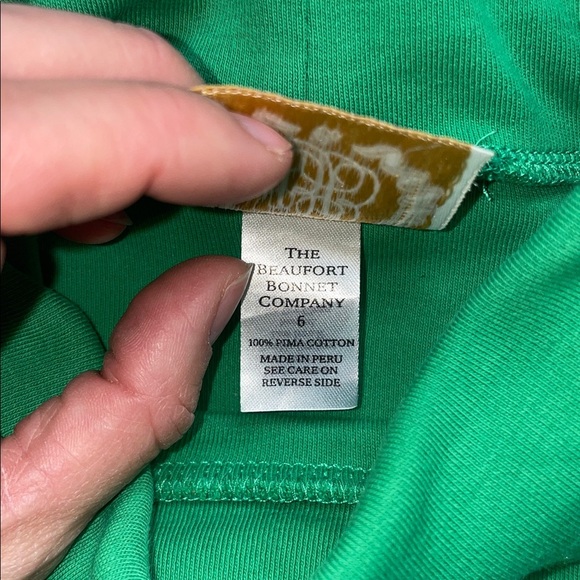 THE
BEAUFORT
BONNET
COMPANY
6
100% PIMA COTTON
MADE IN PERU
SEE CARE ON
REVERSE SIDE